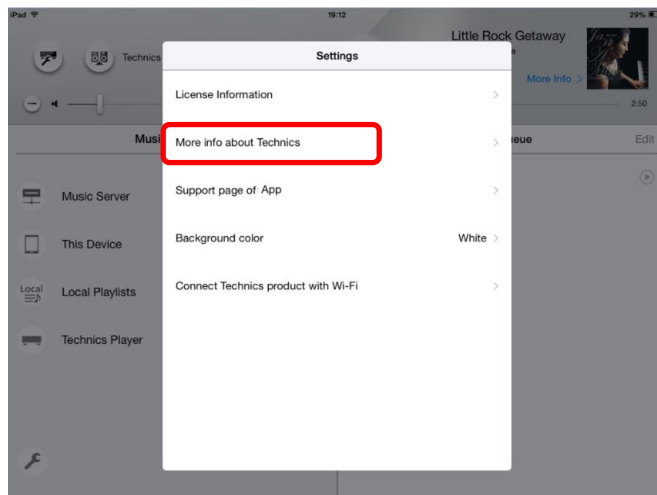 iPad 19:12 29%
Little Rock Getaway
Technics
More Info >
2:50
Settings
License Information
More info about Technics
Support page of App
Background color White
Connect Technics product with Wi-Fi
Musi
eue Edit
Music Server
This Device
Local Local Playlists
Technics Player